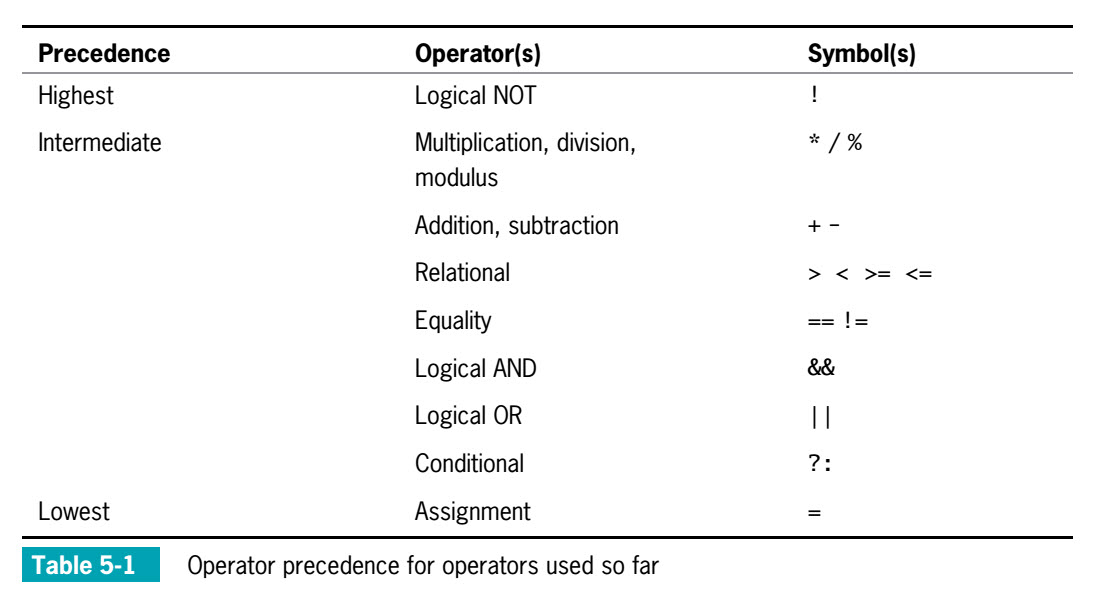 Precedence Operator(s) Symbol(s)
Highest Logical NOT !
Intermediate Multiplication, division, * / %
modulus
Addition, subtraction + –
Relational > < >= <=
Equality == !=
Logical AND &&
Logical OR ||
Conditional ?:
Lowest Assignment =
Table 5-1 Operator precedence for operators used so far